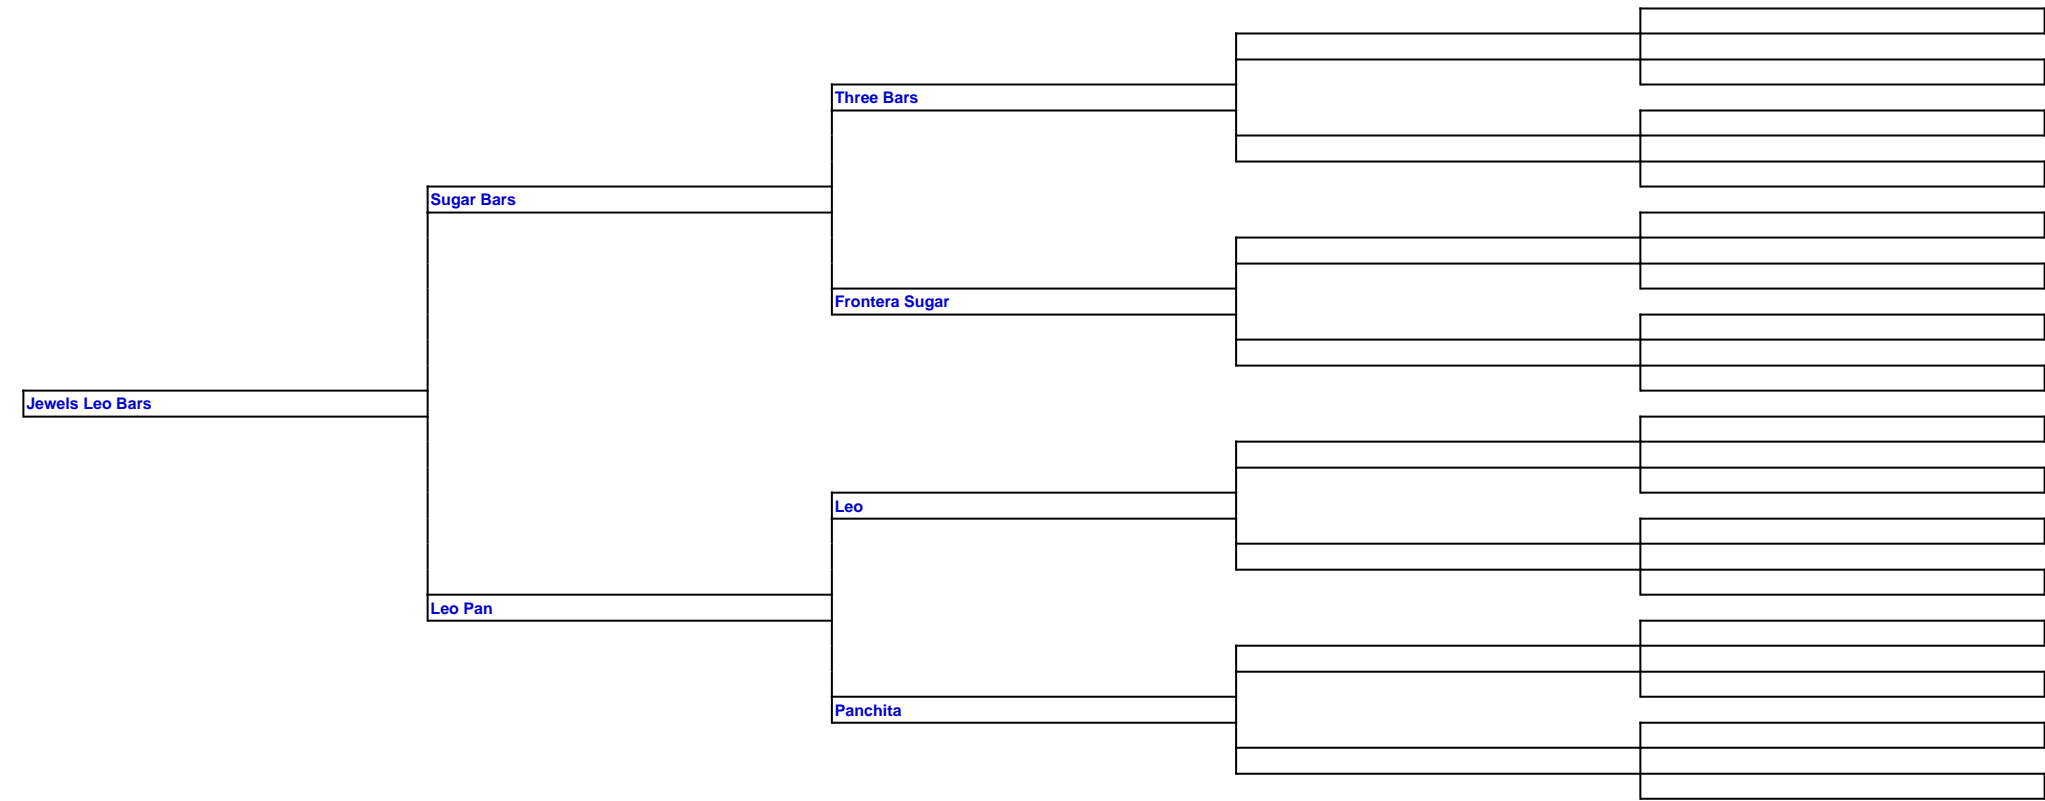 Three Bars
Sugar Bars
Frontera Sugar
Jewels Leo Bars
Leo
Leo Pan
Panchita